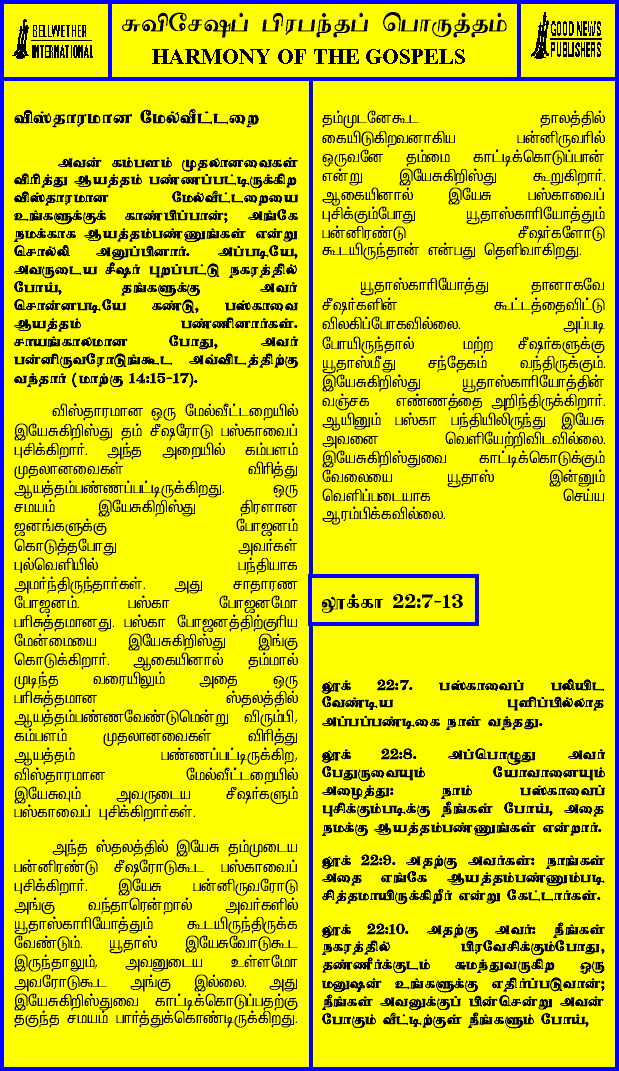 BELLWETHER
INTERNATIONAL
சுவிசேஷப் பிரபந்தப் பொருத்தம்
HARMONY OF THE GOSPELS
GOOD NEWS
PUBLISHERS
விஸ்தாரமான மேல்வீட்டறை
அவன் கம்பளம் முதலானவைகள்
விரித்து ஆயத்தம் பண்ணப்பட்டிருக்கிற
விஸ்தாரமான மேல்வீட்டறையை
உங்களுக்குக் காண்பிப்பான்; அங்கே
நமக்காக ஆயத்தம்பண்ணுங்கள் என்று
சொல்லி அனுப்பினார். அப்படியே,
அவருடைய சீஷர் புறப்பட்டு நகரத்தில்
போய், தங்களுக்கு அவர்
சொன்னபடியே கண்டு, பஸ்காவை
ஆயத்தம் பண்ணினார்கள்.
சாயங்காலமான போது, அவர்
பன்னிருவரோடுங்கூட அவ்விடத்திற்கு
வந்தார் (மாற்கு 14:15-17).
விஸ்தாரமான ஒரு மேல்வீட்டறையில்
இயேசுகிறிஸ்து தம் சீஷரோடு பஸ்காவைப்
புசிக்கிறார். அந்த அறையில் கம்பளம்
முதலானவைகள் விரித்து
ஆயத்தம்பண்ணப்பட்டிருக்கிறது. ஒரு
சமயம் இயேசுகிறிஸ்து திரளான
ஜனங்களுக்கு போஜனம்
கொடுத்தபோது அவர்கள்
புல்வெளியில் பந்தியாக
அமர்ந்திருந்தார்கள். அது சாதாரண
போஜனம். பஸ்கா போஜனமோ
பரிசுத்தமானது. பஸ்கா போஜனத்திற்குரிய
மேன்மையை இயேசுகிறிஸ்து இங்கு
கொடுக்கிறார். ஆகையினால் தம்மால்
முடிந்த வரையிலும் அதை ஒரு
பரிசுத்தமான ஸ்தலத்தில்
ஆயத்தம்பண்ணவேண்டுமென்று விரும்பி,
கம்பளம் முதலானவைகள் விரித்து
ஆயத்தம் பண்ணப்பட்டிருக்கிற,
விஸ்தாரமான மேல்வீட்டறையில்
இயேசுவும் அவருடைய சீஷர்களும்
பஸ்காவைப் புசிக்கிறார்கள்.
அந்த ஸ்தலத்தில் இயேசு தம்முடைய
பன்னிரண்டு சீஷரோடுகூட பஸ்காவைப்
புசிக்கிறார். இயேசு பன்னிருவரோடு
அங்கு வந்தாரென்றால் அவர்களில்
யூதாஸ்காரியோத்தும் கூடயிருந்திருக்க
வேண்டும். யூதாஸ் இயேசுவோடுகூட
இருந்தாலும், அவனுடைய உள்ளமோ
அவரோடுகூட அங்கு இல்லை. அது
இயேசுகிறிஸ்துவை காட்டிக்கொடுப்பதற்கு
தகுந்த சமயம் பார்த்துக்கொண்டிருக்கிறது.
தம்முடனேகூட தாலத்தில்
கையிடுகிறவனாகிய பன்னிருவரில்
ஒருவனே தம்மை காட்டிக்கொடுப்பான்
என்று இயேசுகிறிஸ்து கூறுகிறார்.
ஆகையினால் இயேசு பஸ்காவைப்
புசிக்கும்போது யூதாஸ்காரியோத்தும்
பன்னிரண்டு சீஷர்களோடு
கூடயிருந்தான் என்பது தெளிவாகிறது.
யூதாஸ்காரியோத்து தானாகவே
சீஷர்களின் கூட்டத்தைவிட்டு
விலகிப்போகவில்லை. அப்படி
போயிருந்தால் மற்ற சீஷர்களுக்கு
யூதாஸ்மீது சந்தேகம் வந்திருக்கும்.
இயேசுகிறிஸ்து யூதாஸ்காரியோத்தின்
வஞ்சக எண்ணத்தை அறிந்திருக்கிறார்.
ஆயினும் பஸ்கா பந்தியிலிருந்து இயேசு
அவனை வெளியேற்றிவிடவில்லை.
இயேசுகிறிஸ்துவை காட்டிக்கொடுக்கும்
வேலையை யூதாஸ் இன்னும்
வெளிப்படையாக செய்ய
ஆரம்பிக்கவில்லை.
லூக்கா 22:7-13
லூக் 22:7. பஸ்காவைப் பலியிட
வேண்டிய புளிப்பில்லாத
அப்பப்பண்டிகை நாள் வந்தது.
லூக் 22:8. அப்பொழுது அவர்
பேதுருவையும் யோவானையும்
அழைத்து: நாம் பஸ்காவைப்
புசிக்கும்படிக்கு நீங்கள் போய், அதை
நமக்கு ஆயத்தம்பண்ணுங்கள் என்றார்.
லூக் 22:9. அதற்கு அவர்கள்: நாங்கள்
அதை எங்கே ஆயத்தம்பண்ணும்படி
சித்தமாயிருக்கிறீர் என்று கேட்டார்கள்.
லூக் 22:10. அதற்கு அவர்: நீங்கள்
நகரத்தில் பிரவேசிக்கும்போது,
தண்ணீர்க்குடம் சுமந்துவருகிற ஒரு
மனுஷன் உங்களுக்கு எதிர்ப்படுவான்;
நீங்கள் அவனுக்குப் பின்சென்று அவன்
போகும் வீட்டிற்குள் நீங்களும் போய்,